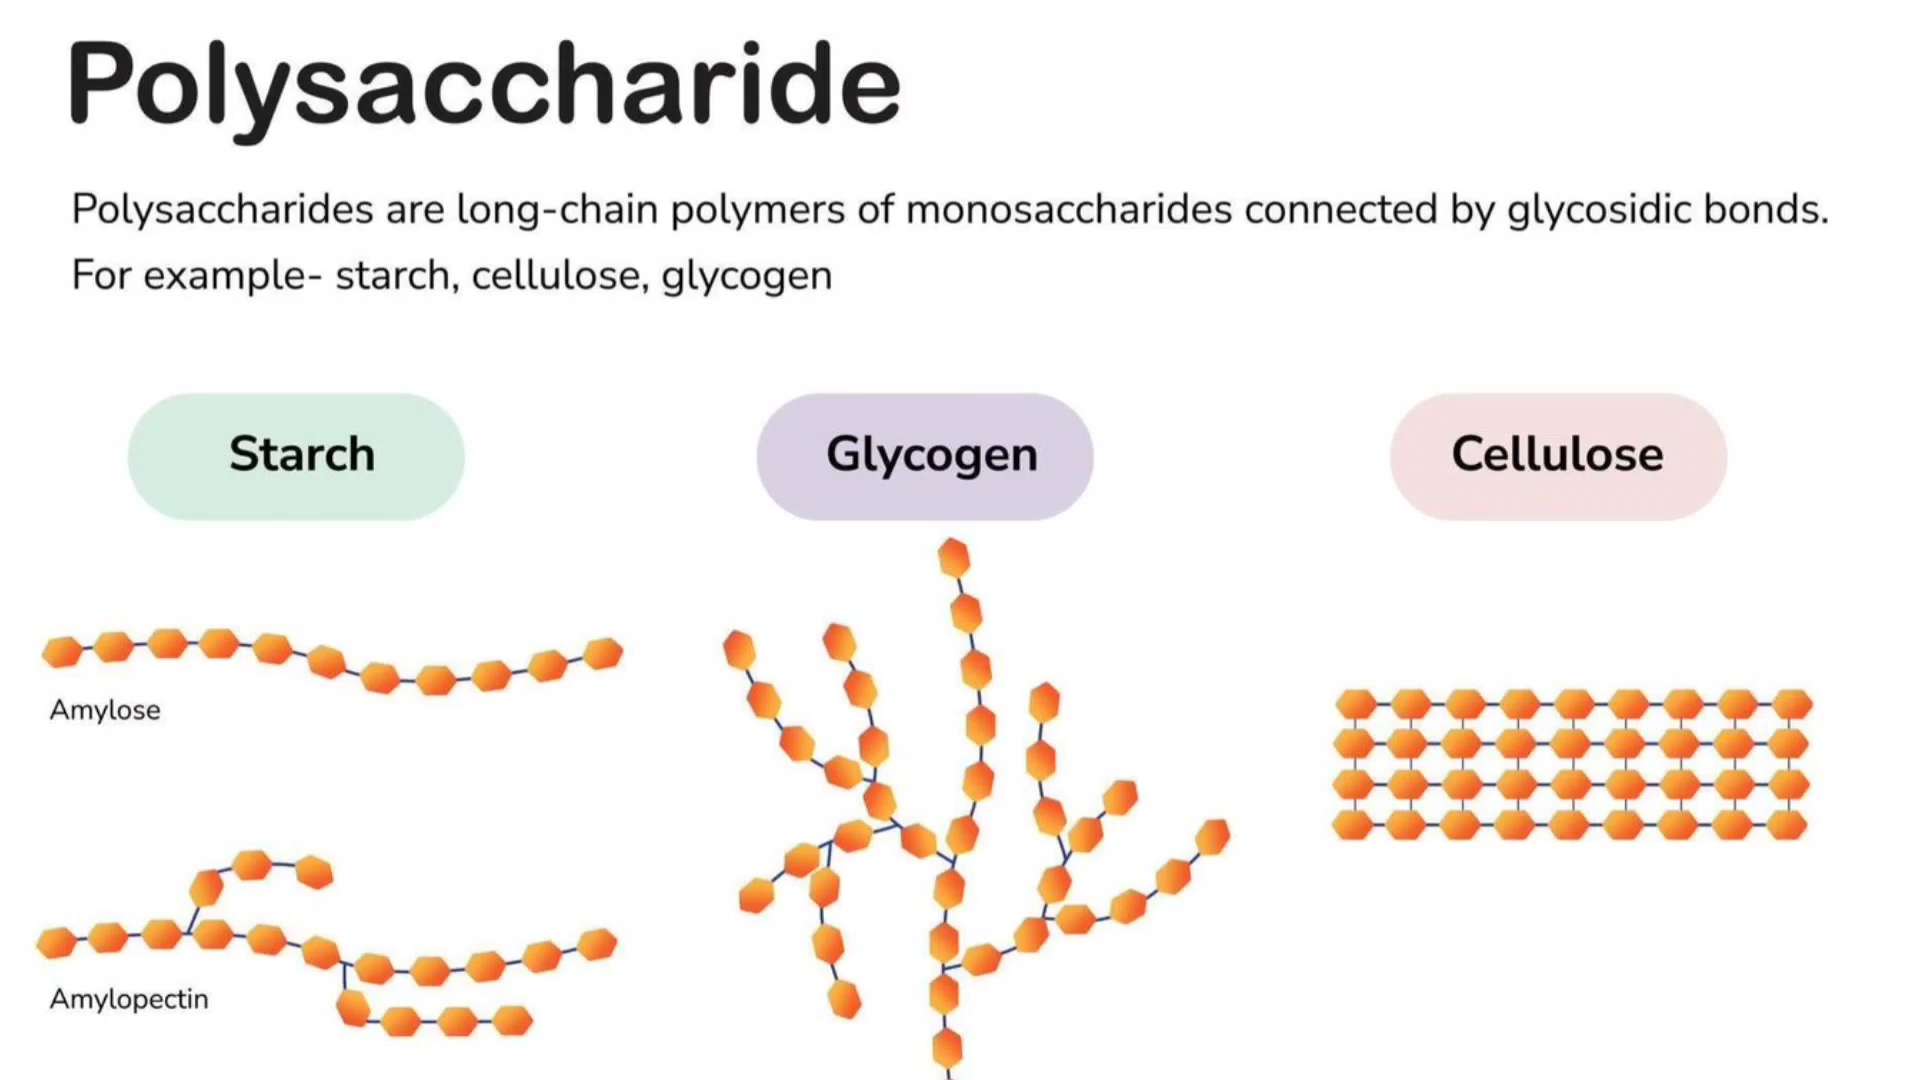 Polysaccharide
Polysaccharides are long-chain polymers of monosaccharides connected by glycosidic bonds.
For example- starch, cellulose, glycogen
Starch
Glycogen
Cellulose
Amylose
Amylopectin